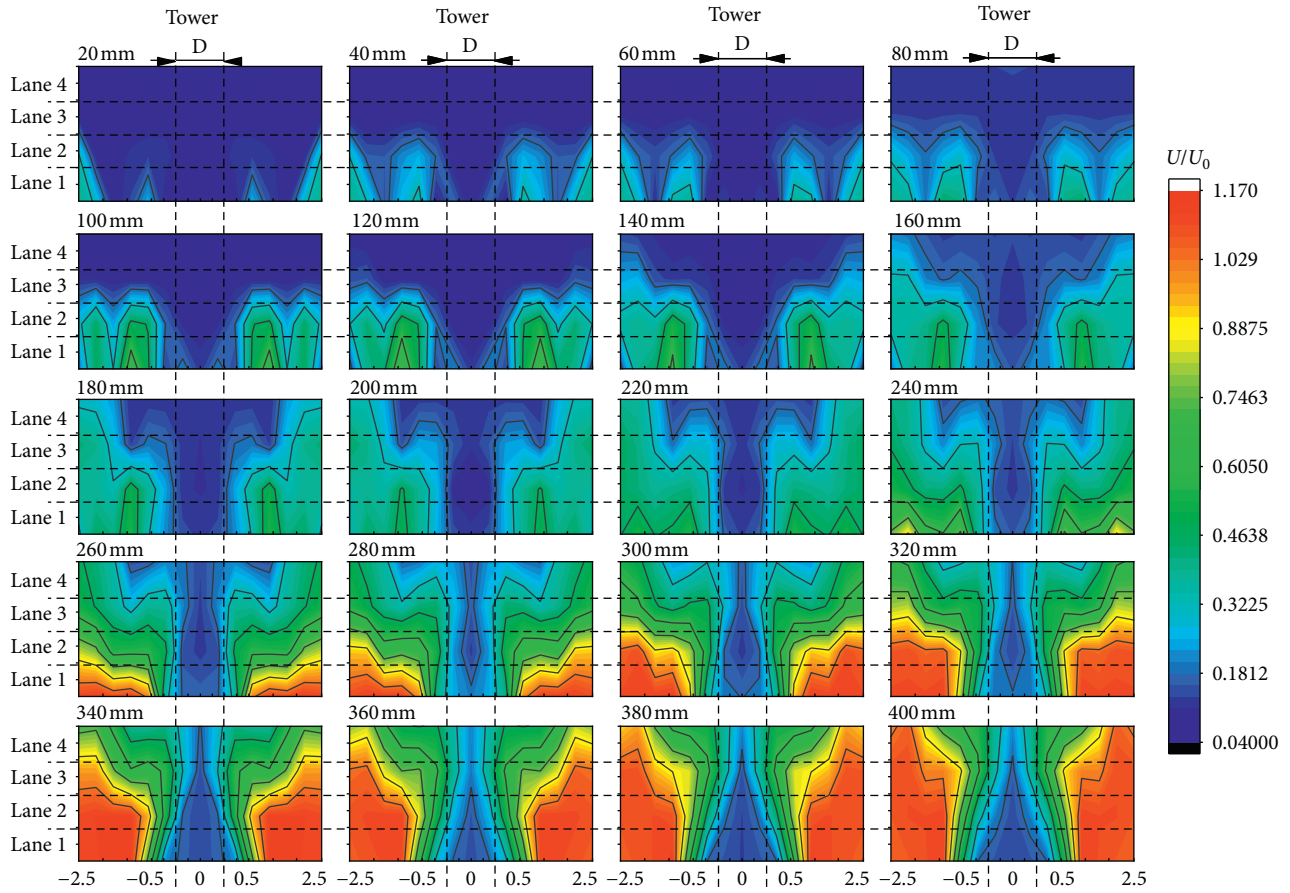 Tower Tower Tower Tower
D D D D
20 mm 40 mm 60 mm 80 mm
Lane 4
Lane 3
Lane 2
Lane 1
U/U0
1.170
1.029
0.8875
0.7463
0.6050
0.4638
0.3225
0.1812
0.04000
100 mm 120 mm 140 mm 160 mm
Lane 4
Lane 3
Lane 2
Lane 1
180 mm 200 mm 220 mm 240 mm
Lane 4
Lane 3
Lane 2
Lane 1
260 mm 280 mm 300 mm 320 mm
Lane 4
Lane 3
Lane 2
Lane 1
340 mm 360 mm 380 mm 400 mm
Lane 4
Lane 3
Lane 2
Lane 1
−2.5 −0.5 0 0.5 2.5 −2.5 −0.5 0 0.5 2.5 −2.5 −0.5 0 0.5 2.5 −2.5 −0.5 0 0.5 2.5